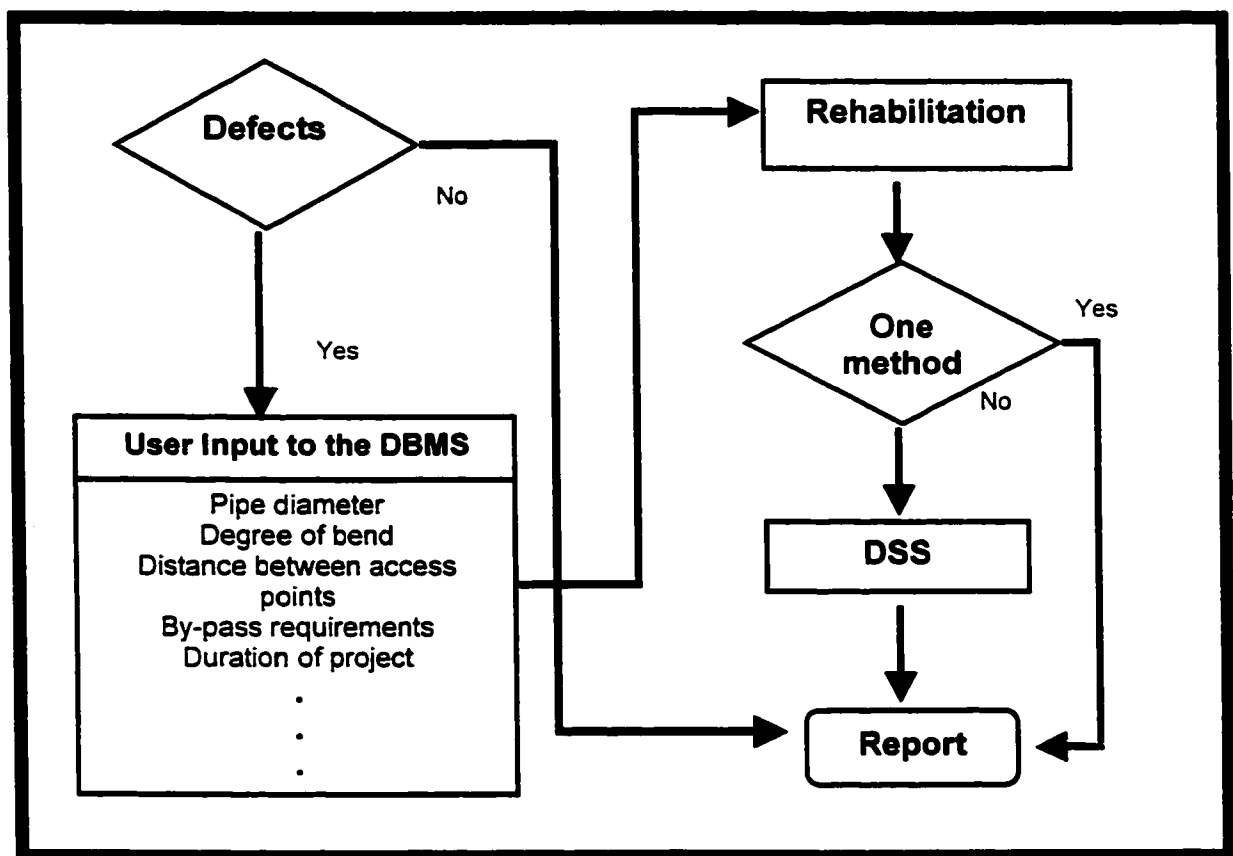 Defects
No
Yes
User Input to the DBMS
Pipe diameter
Degree of bend
Distance between access
points
By-pass requirements
Duration of project
.
.
.
Rehabilitation
One
method
Yes
No
DSS
Report